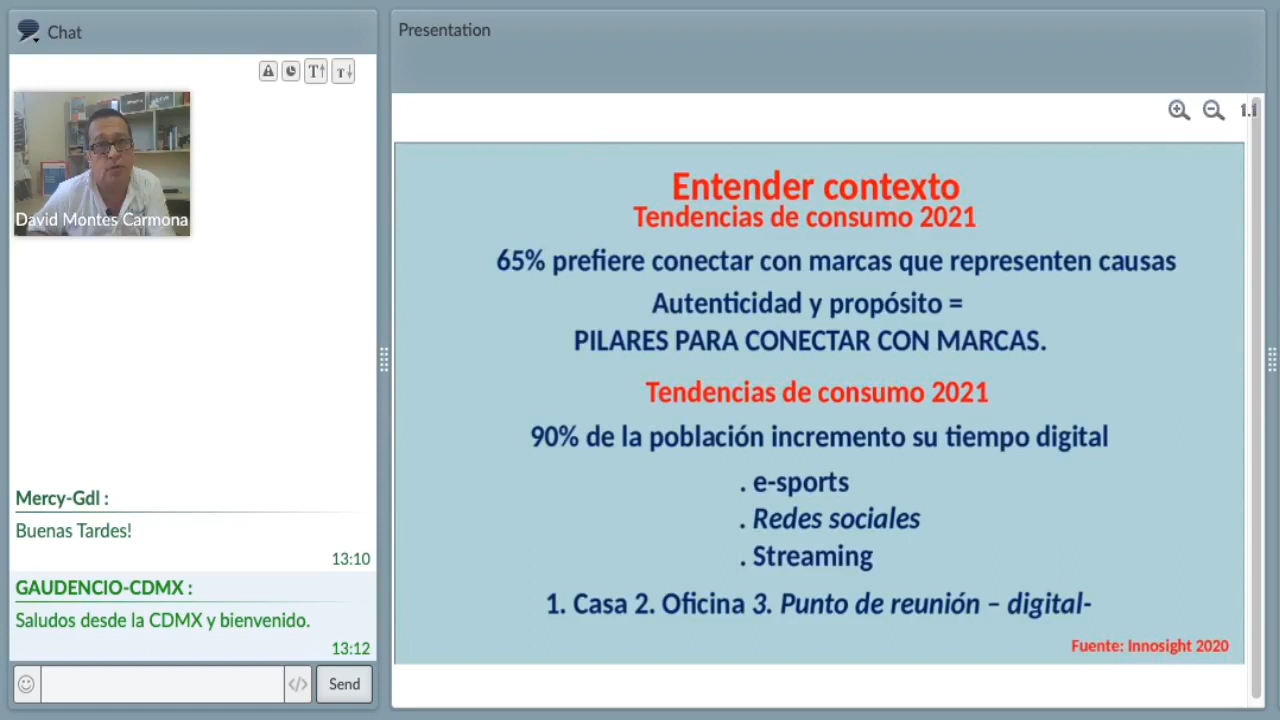 Chat
David Montes Carmona
Mercy-Gdl :
Buenas Tardes!
13:10
GAUDENCIO-CDMX :
Saludos desde la CDMX y bienvenido.
13:12
Send
Presentation
1.1
Entender contexto
Tendencias de consumo 2021
65% prefiere conectar con marcas que representen causas
Autenticidad y propósito =
PILARES PARA CONECTAR CON MARCAS.
Tendencias de consumo 2021
90% de la población incremento su tiempo digital
. e-sports
. Redes sociales
. Streaming
1. Casa 2. Oficina 3. Punto de reunión – digital-
Fuente: Innosight 2020